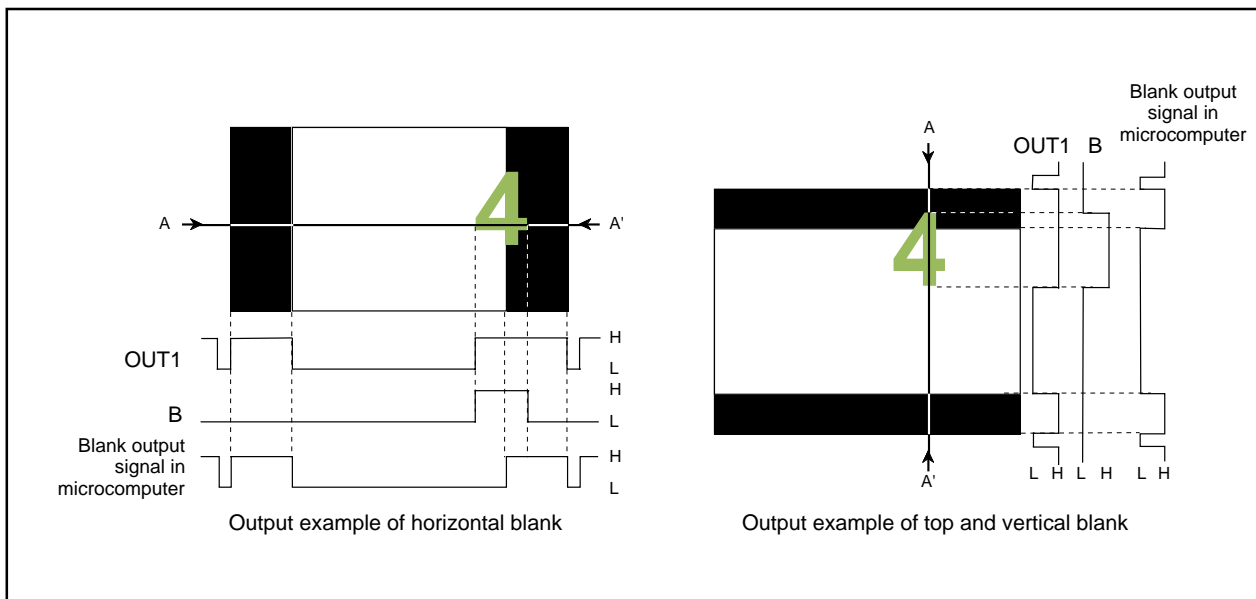 4
A
A'
OUT1
H
L
B
H
L
Blank output
signal in
microcomputer
H
L
Output example of horizontal blank
Blank output
signal in
microcomputer
A
OUT1 B
4
A'
L H L H L H
Output example of top and vertical blank